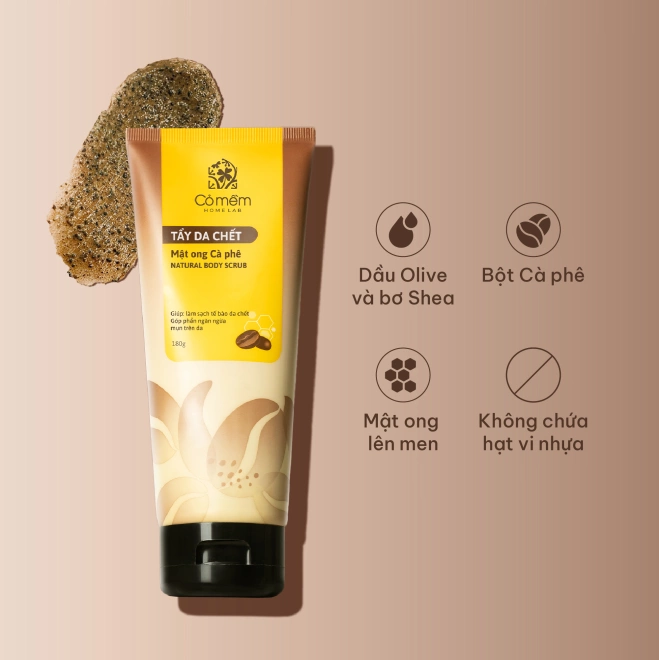 Cỏ mềm
HOME LAB
TẨY DA CHẾT
Mật ong Cà phê
NATURAL BODY SCRUB
Giúp: làm sạch tế bào da chết
Góp phần ngăn ngừa
mụn trên da
180g
Dầu Olive
và bơ Shea
Bột Cà phê
Mật ong
lên men
Không chứa
hạt vi nhựa